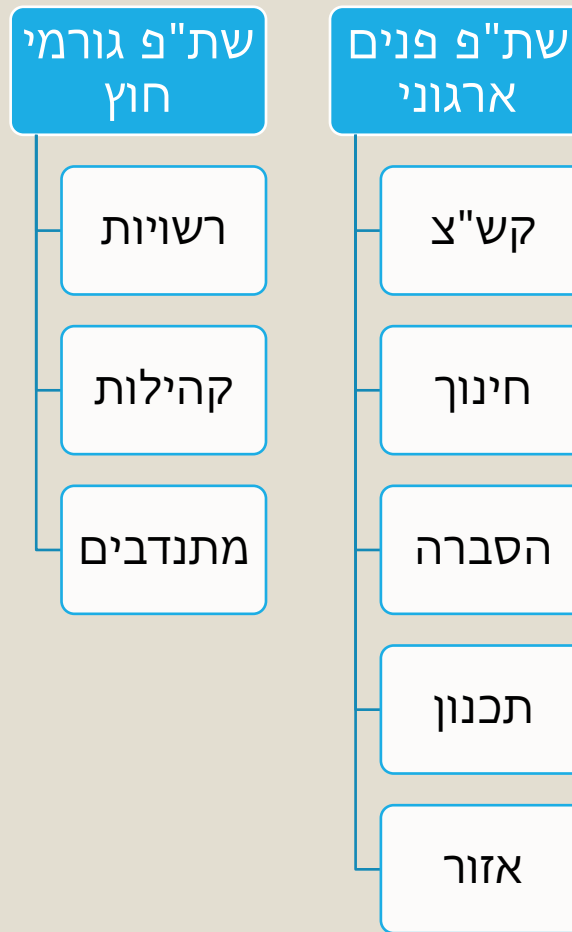 שת"פ פנים
ארגוני
קש"צ
חינוך
הסברה
תכנון
אזור
שת"פ גורמי
חוץ
רשויות
קהילות
מתנדבים